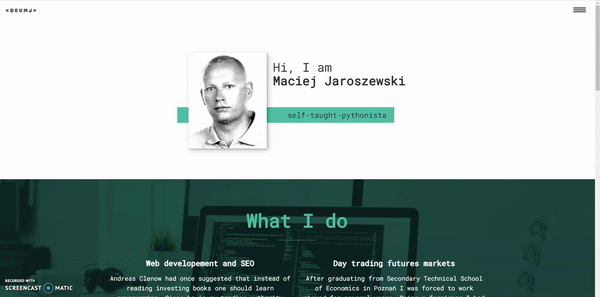 <DEVMJ>
Hi, I am
Maciej Jaroszewski
self-taught-pythonista
What I do
Web developement and SEO
Andreas Clenow had once suggested that instead of
reading investing books one should learn
Day trading futures markets
After graduating from Secondary Technical School
of Economics in Poznań I was forced to work
RECORDED WITH
SCREENCAST MATIC